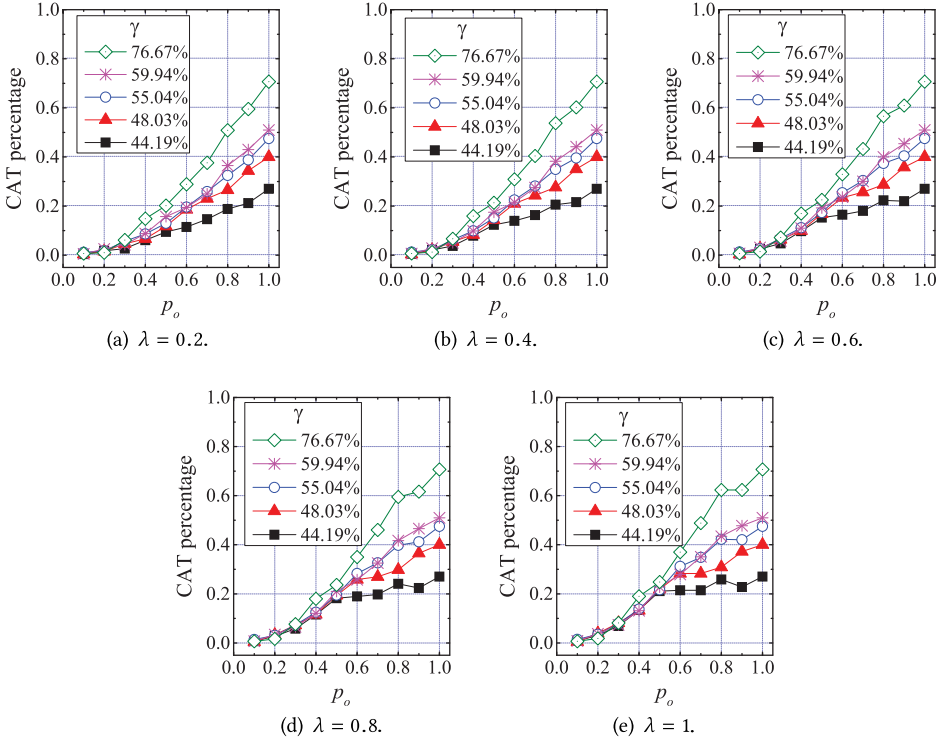 γ
76.67%
59.94%
55.04%
48.03%
44.19%
CAT percentage
1.0
0.8
0.6
0.4
0.2
0.0
0.0 0.2 0.4 0.6 0.8 1.0
p_o
(a) λ = 0.2.
γ
76.67%
59.94%
55.04%
48.03%
44.19%
CAT percentage
1.0
0.8
0.6
0.4
0.2
0.0
0.0 0.2 0.4 0.6 0.8 1.0
p_o
(b) λ = 0.4.
γ
76.67%
59.94%
55.04%
48.03%
44.19%
CAT percentage
1.0
0.8
0.6
0.4
0.2
0.0
0.0 0.2 0.4 0.6 0.8 1.0
p_o
(c) λ = 0.6.
γ
76.67%
59.94%
55.04%
48.03%
44.19%
CAT percentage
1.0
0.8
0.6
0.4
0.2
0.0
0.0 0.2 0.4 0.6 0.8 1.0
p_o
(d) λ = 0.8.
γ
76.67%
59.94%
55.04%
48.03%
44.19%
CAT percentage
1.0
0.8
0.6
0.4
0.2
0.0
0.0 0.2 0.4 0.6 0.8 1.0
p_o
(e) λ = 1.